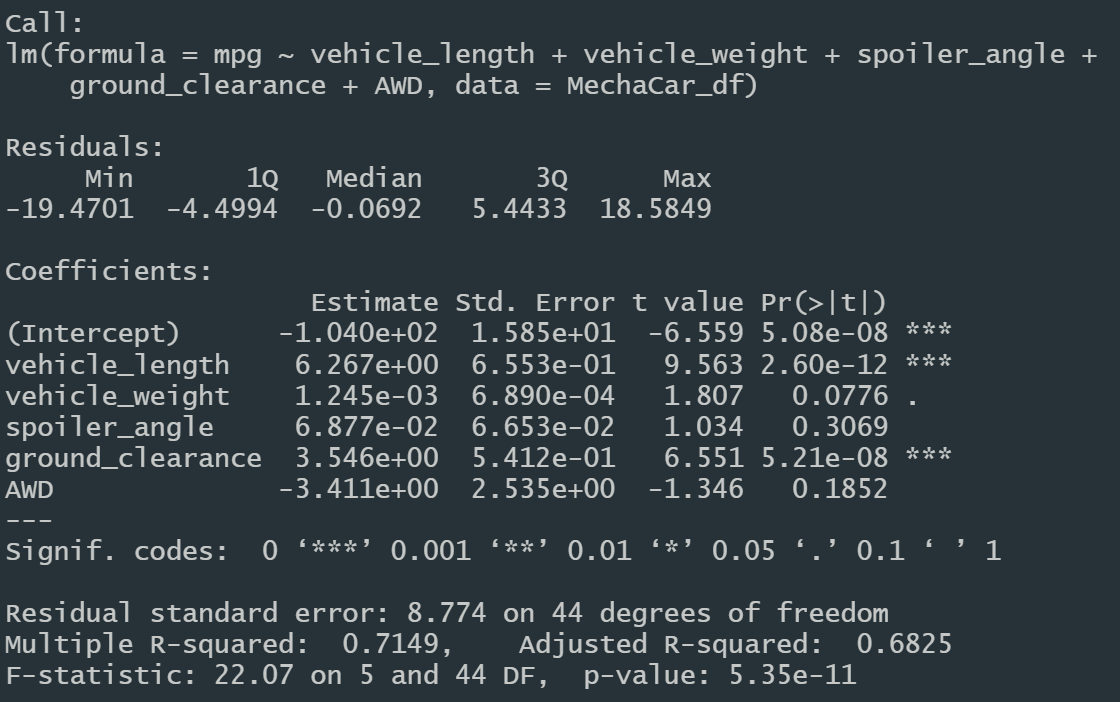 Call:
lm(formula = mpg ~ vehicle_length + vehicle_weight + spoiler_angle +
    ground_clearance + AWD, data = MechaCar_df)

Residuals:
     Min       1Q   Median       3Q      Max
-19.4701  -4.4994  -0.0692   5.4433  18.5849

Coefficients:
                   Estimate Std. Error t value Pr(>|t|)
(Intercept)      -1.040e+02  1.585e+01  -6.559 5.08e-08 ***
vehicle_length    6.267e+00  6.553e-01   9.563 2.60e-12 ***
vehicle_weight    1.245e-03  6.890e-04   1.807   0.0776 .
spoiler_angle     6.877e-02  6.653e-02   1.034   0.3069
ground_clearance  3.546e+00  5.412e-01   6.551 5.21e-08 ***
AWD              -3.411e+00  2.535e+00  -1.346   0.1852
---
Signif. codes:  0 ‘***’ 0.001 ‘**’ 0.01 ‘*’ 0.05 ‘.’ 0.1 ‘ ’ 1

Residual standard error: 8.774 on 44 degrees of freedom
Multiple R-squared:  0.7149,	Adjusted R-squared:  0.6825
F-statistic: 22.07 on 5 and 44 DF,  p-value: 5.35e-11